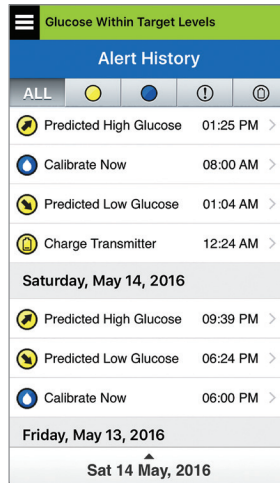 Glucose Within Target Levels
Alert History
ALL
Predicted High Glucose 01:25 PM
Calibrate Now 08:00 AM
Predicted Low Glucose 01:04 AM
Charge Transmitter 12:24 AM
Saturday, May 14, 2016
Predicted High Glucose 09:39 PM
Predicted Low Glucose 06:24 PM
Calibrate Now 06:00 PM
Friday, May 13, 2016
Sat 14 May, 2016